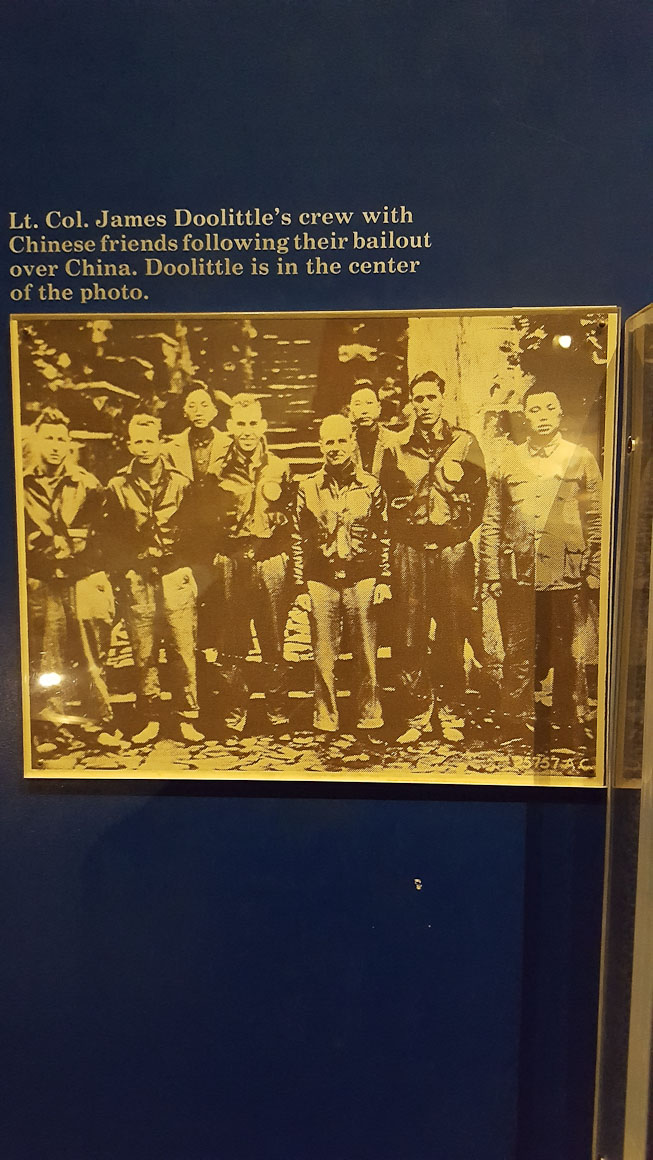 Lt. Col. James Doolittle's crew with
Chinese friends following their bailout
over China. Doolittle is in the center
of the photo.